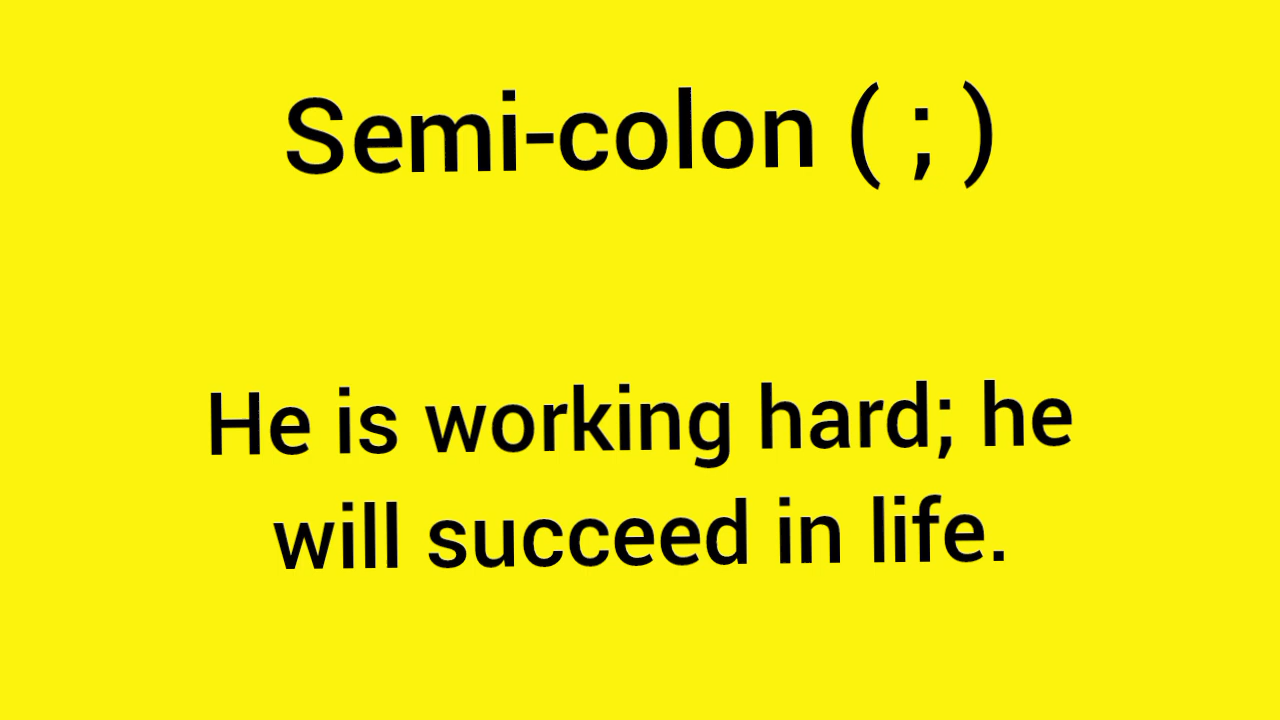 Semi-colon ( ; )
He is working hard; he
will succeed in life.